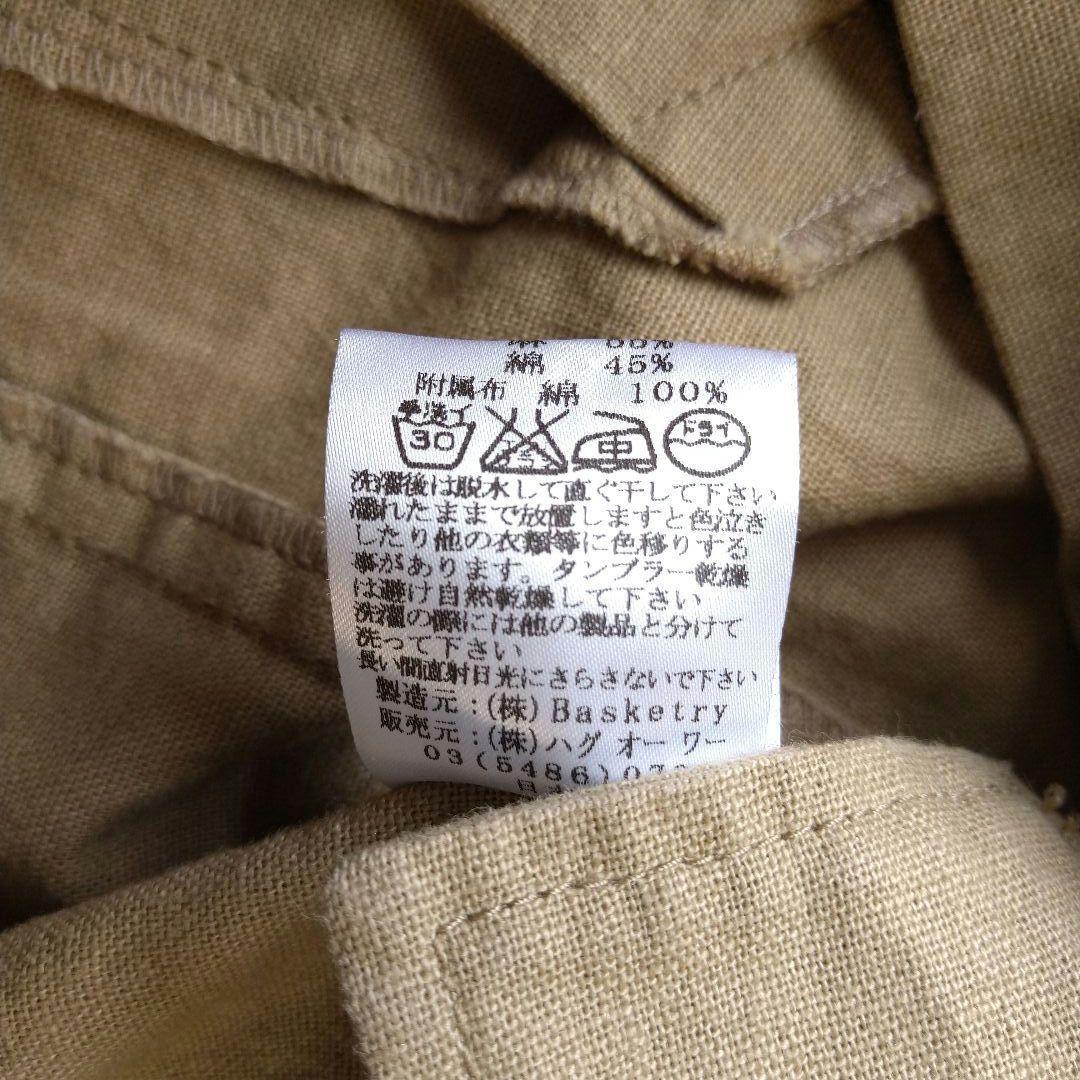 綿 45%
附属布 綿 100%
手洗イ
30
ドライ
洗濯後は脱水して直ぐ干して下さい
濡れたままで放置しますと色泣き
したり他の衣類等に色移りする
事があります。タンブラー乾燥
は避け自然乾燥して下さい
洗濯の際には他の製品と分けて
洗って下さい
長い間直射日光にさらさないで下さい
製造元:(株)Basketry
販売元:(株)ハグ オー ワー
03(5486)